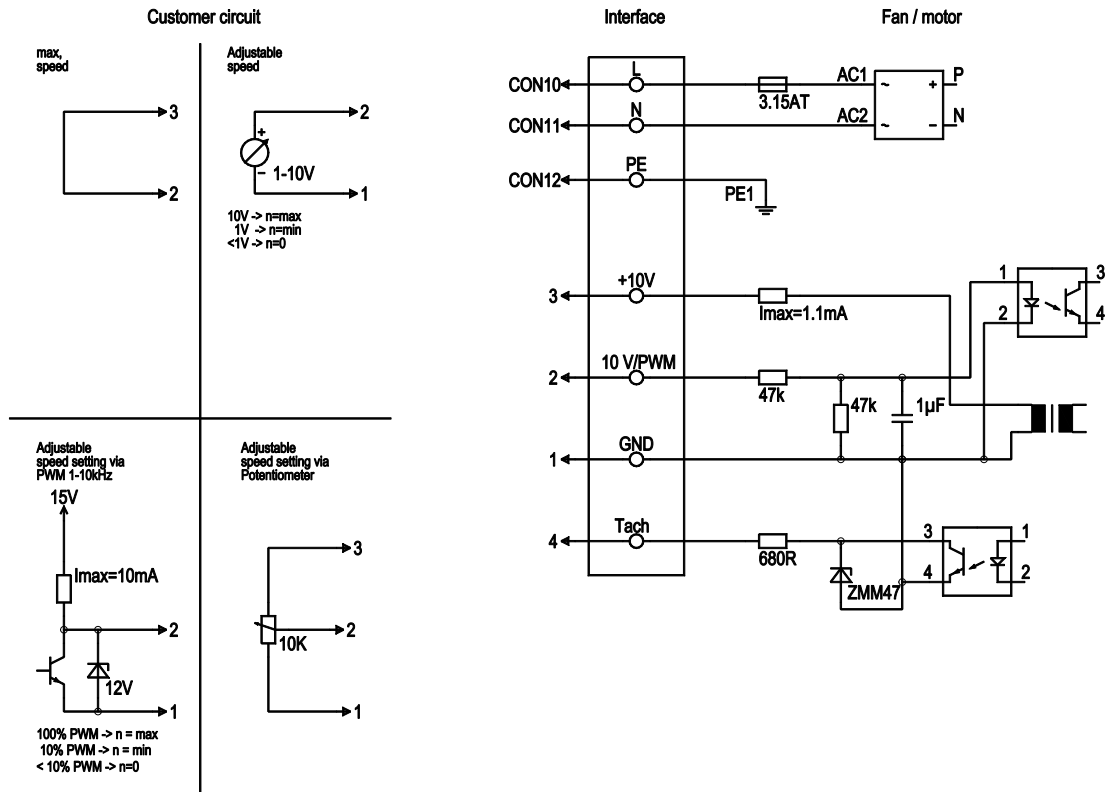 Customer circuit
max,
speed
3
2
Adjustable
speed
2
+
− 1-10V
1
10V -> n=max
1V -> n=min
<1V -> n=0
Adjustable
speed setting via
PWM 1-10kHz
15V
Imax=10mA
2
12V
1
100% PWM -> n = max
10% PWM -> n = min
< 10% PWM -> n=0
Adjustable
speed setting via
Potentiometer
3
2
10K
1
Interface
Fan / motor
L
CON10
3.15AT
AC1
~ + P
N
CON11
AC2
~ − N
PE
CON12
PE1
+10V
3
Imax=1.1mA
1 3
2 4
10 V/PWM
2
47k
47k
1µF
GND
1
Tach
4
680R
ZMM47
3 1
4 2